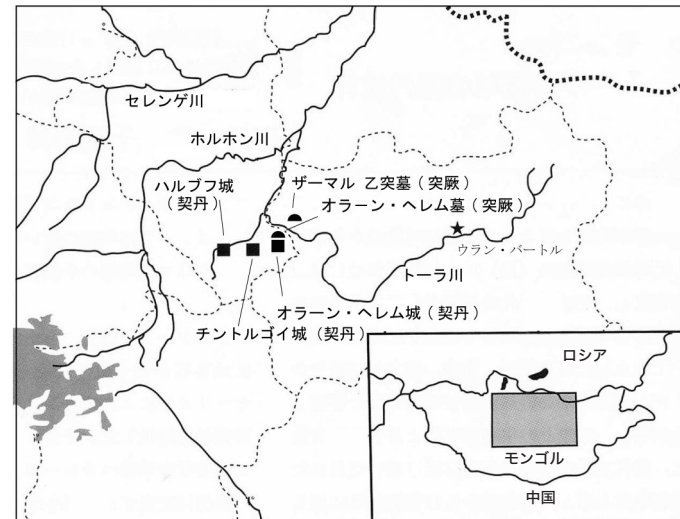 セレンゲ川
ホルホン川
ハルブフ城
（契丹）
ザーマル 乙突墓（突厥）
オラーン・ヘレム墓（突厥）
ウラン・バートル
トーラ川
オラーン・ヘレム城（契丹）
チントルゴイ城（契丹）
ロシア
モンゴル
中国